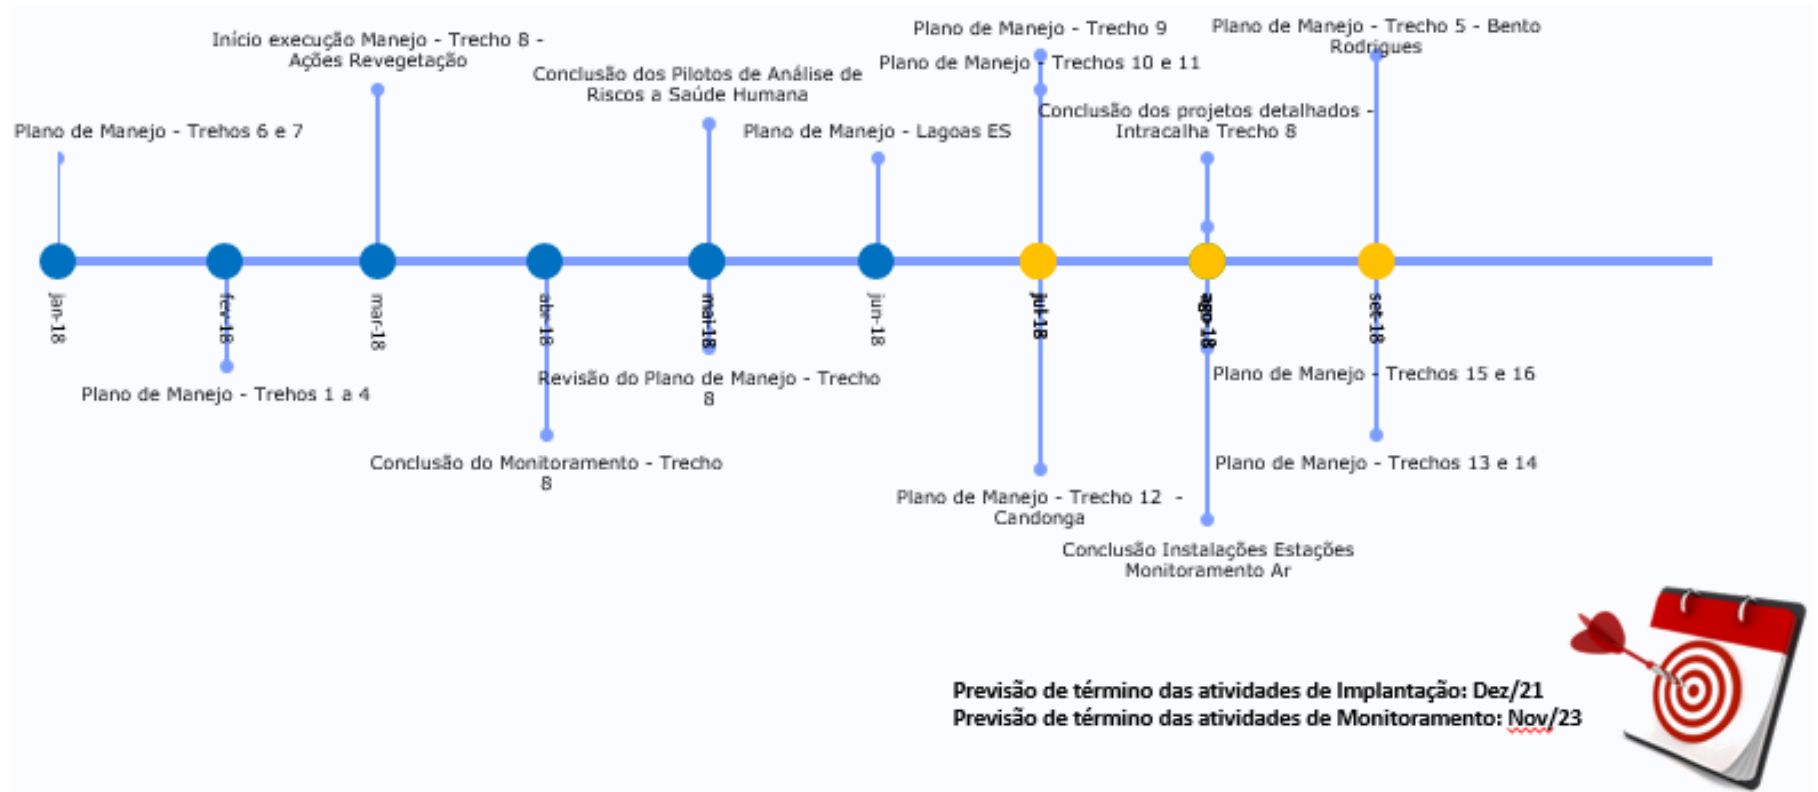 Plano de Manejo - Trecho 9
Plano de Manejo - Trecho 5 - Bento
Rodrigues
Início execução Manejo - Trecho 8 -
Ações Revegetação
Plano de Manejo - Trechos 10 e 11
Conclusão dos Pilotos de Análise de
Riscos a Saúde Humana
Conclusão dos projetos detalhados -
Intracalha Trecho 8
Plano de Manejo - Trehos 6 e 7
Plano de Manejo - Lagoas ES
jan-18
fev-18
mar-18
abr-18
mai-18
jun-18
jul-18
ago-18
set-18
Plano de Manejo - Trehos 1 a 4
Revisão do Plano de Manejo - Trecho
8
Plano de Manejo - Trechos 15 e 16
Conclusão do Monitoramento - Trecho
8
Plano de Manejo - Trechos 13 e 14
Plano de Manejo - Trecho 12 -
Candonga
Conclusão Instalações Estações
Monitoramento Ar
Previsão de término das atividades de Implantação: Dez/21
Previsão de término das atividades de Monitoramento: Nov/23